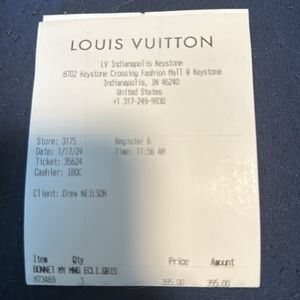 LOUIS VUITTON
LV Indianapolis Keystone
8702 Keystone Crossing Fashion Mall @ Keystone
Indianapolis, IN 46240
United States
+1 317-249-9930
Store: 3175 Register 6
Date: 1/17/24 Time: 11:56 AM
Ticket: 35624
Cashier: 180C
Client: Drew NEILSON
Item Qty Price Amount
BONNET MY MNG ECLI.GRIS
M73469 1 395.00 395.00